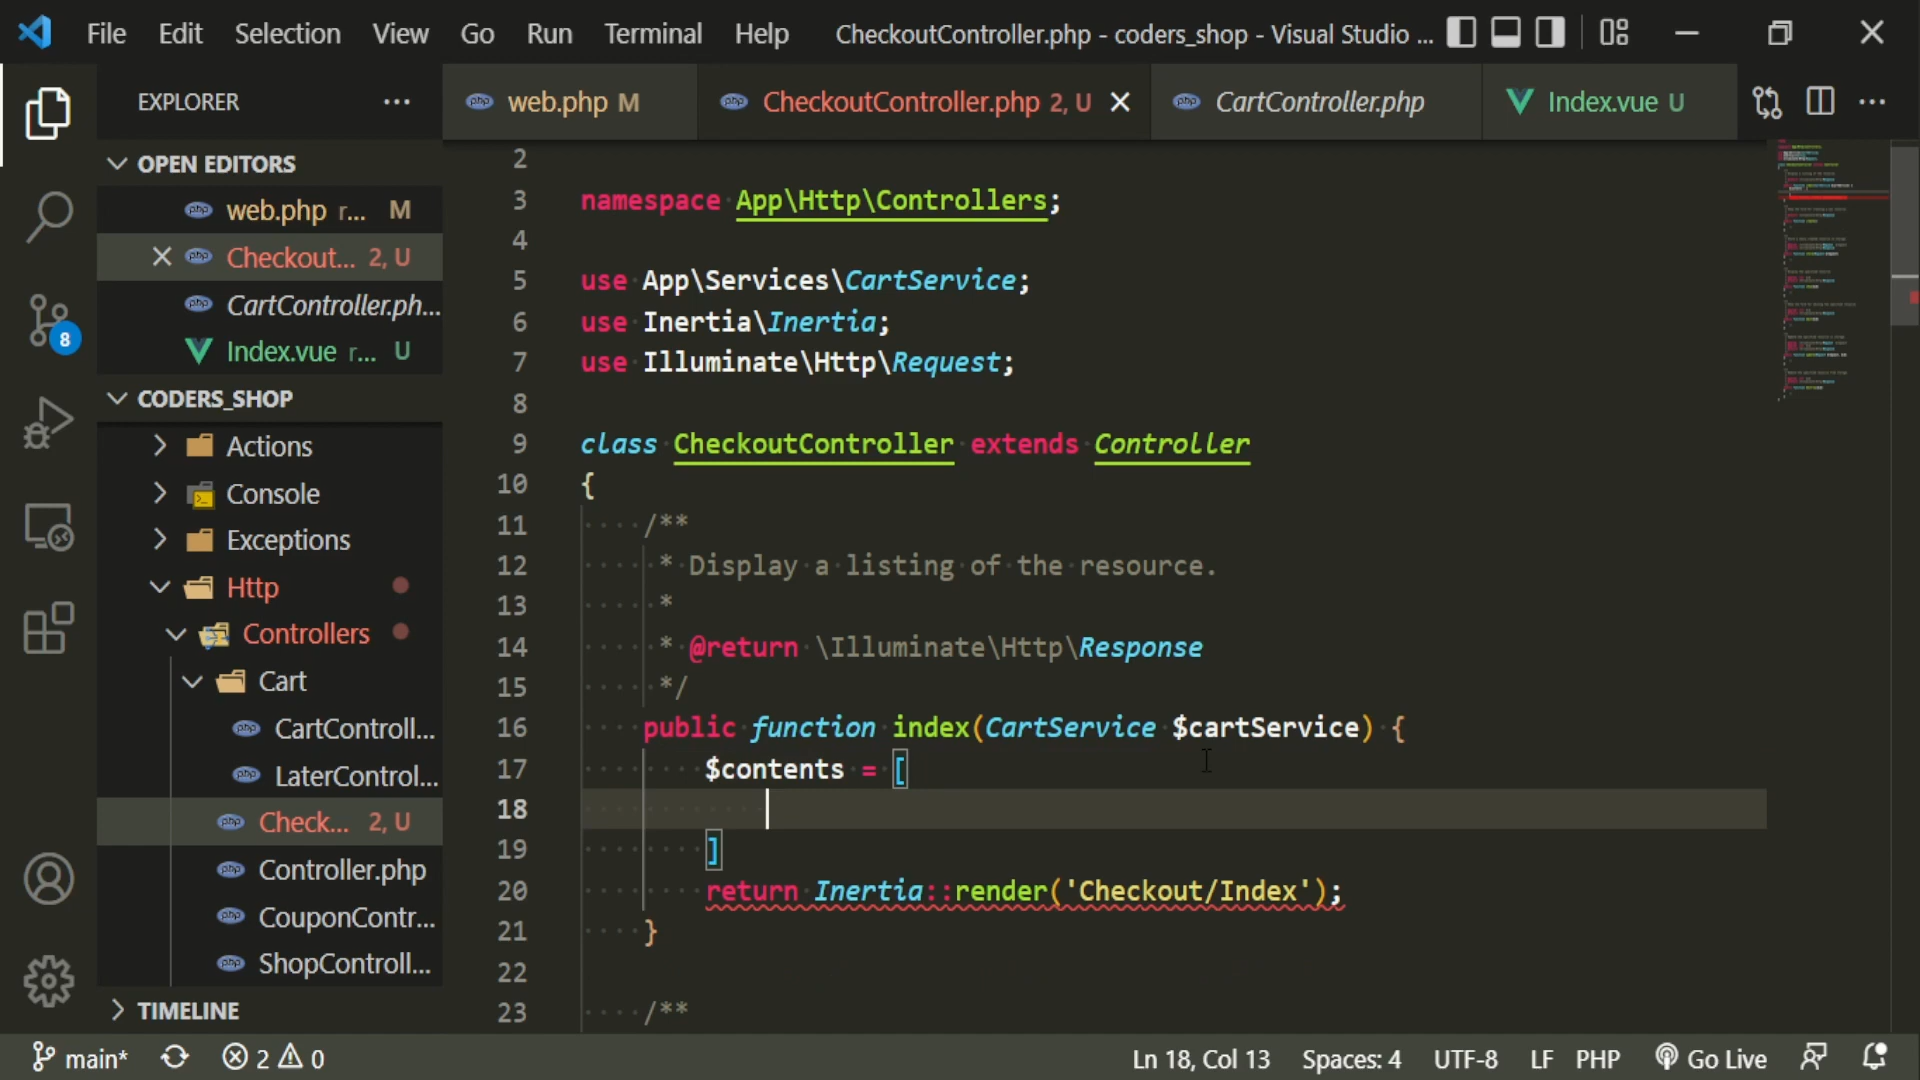 File Edit Selection View Go Run Terminal Help CheckoutController.php - coders_shop - Visual Studio ...
EXPLORER
web.php M
CheckoutController.php 2, U
CartController.php
Index.vue U
OPEN EDITORS
web.php r... M
Checkout... 2, U
CartController.ph...
Index.vue r... U
8
CODERS_SHOP
Actions
Console
Exceptions
Http
Controllers
Cart
CartControll...
LaterControl...
Check... 2, U
Controller.php
CouponContr...
ShopControll...
TIMELINE
2
3 namespace App\Http\Controllers;
4
5 use App\Services\CartService;
6 use Inertia\Inertia;
7 use Illuminate\Http\Request;
8
9 class CheckoutController extends Controller
10 {
11 /**
12 * Display a listing of the resource.
13 *
14 * @return \Illuminate\Http\Response
15 */
16 public function index(CartService $cartService) {
17 $contents = [
18
19 ]
20 return Inertia::render('Checkout/Index');
21 }
22
23 /**
main* 2 0 Ln 18, Col 13 Spaces: 4 UTF-8 LF PHP Go Live